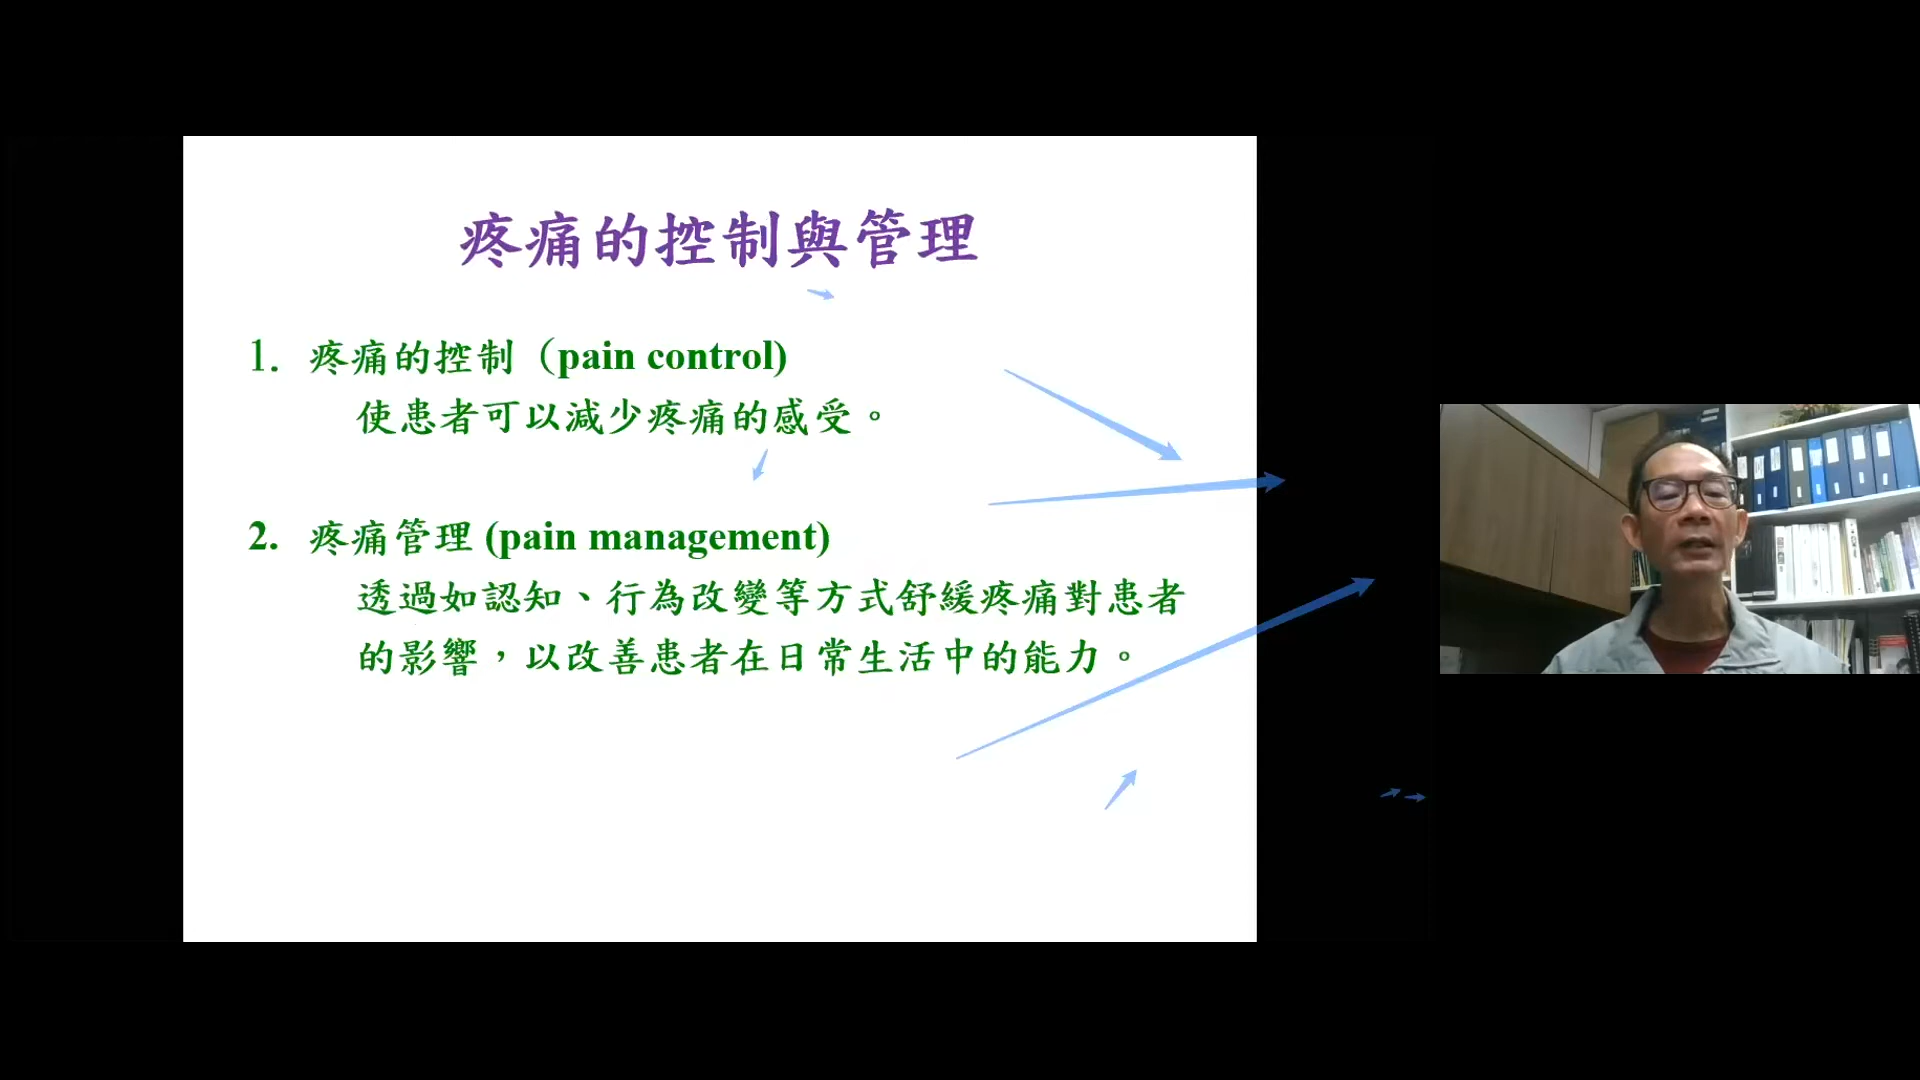 疼痛的控制與管理
1. 疼痛的控制（pain control)
使患者可以減少疼痛的感受。
2. 疼痛管理 (pain management)
透過如認知、行為改變等方式舒緩疼痛對患者
的影響，以改善患者在日常生活中的能力。